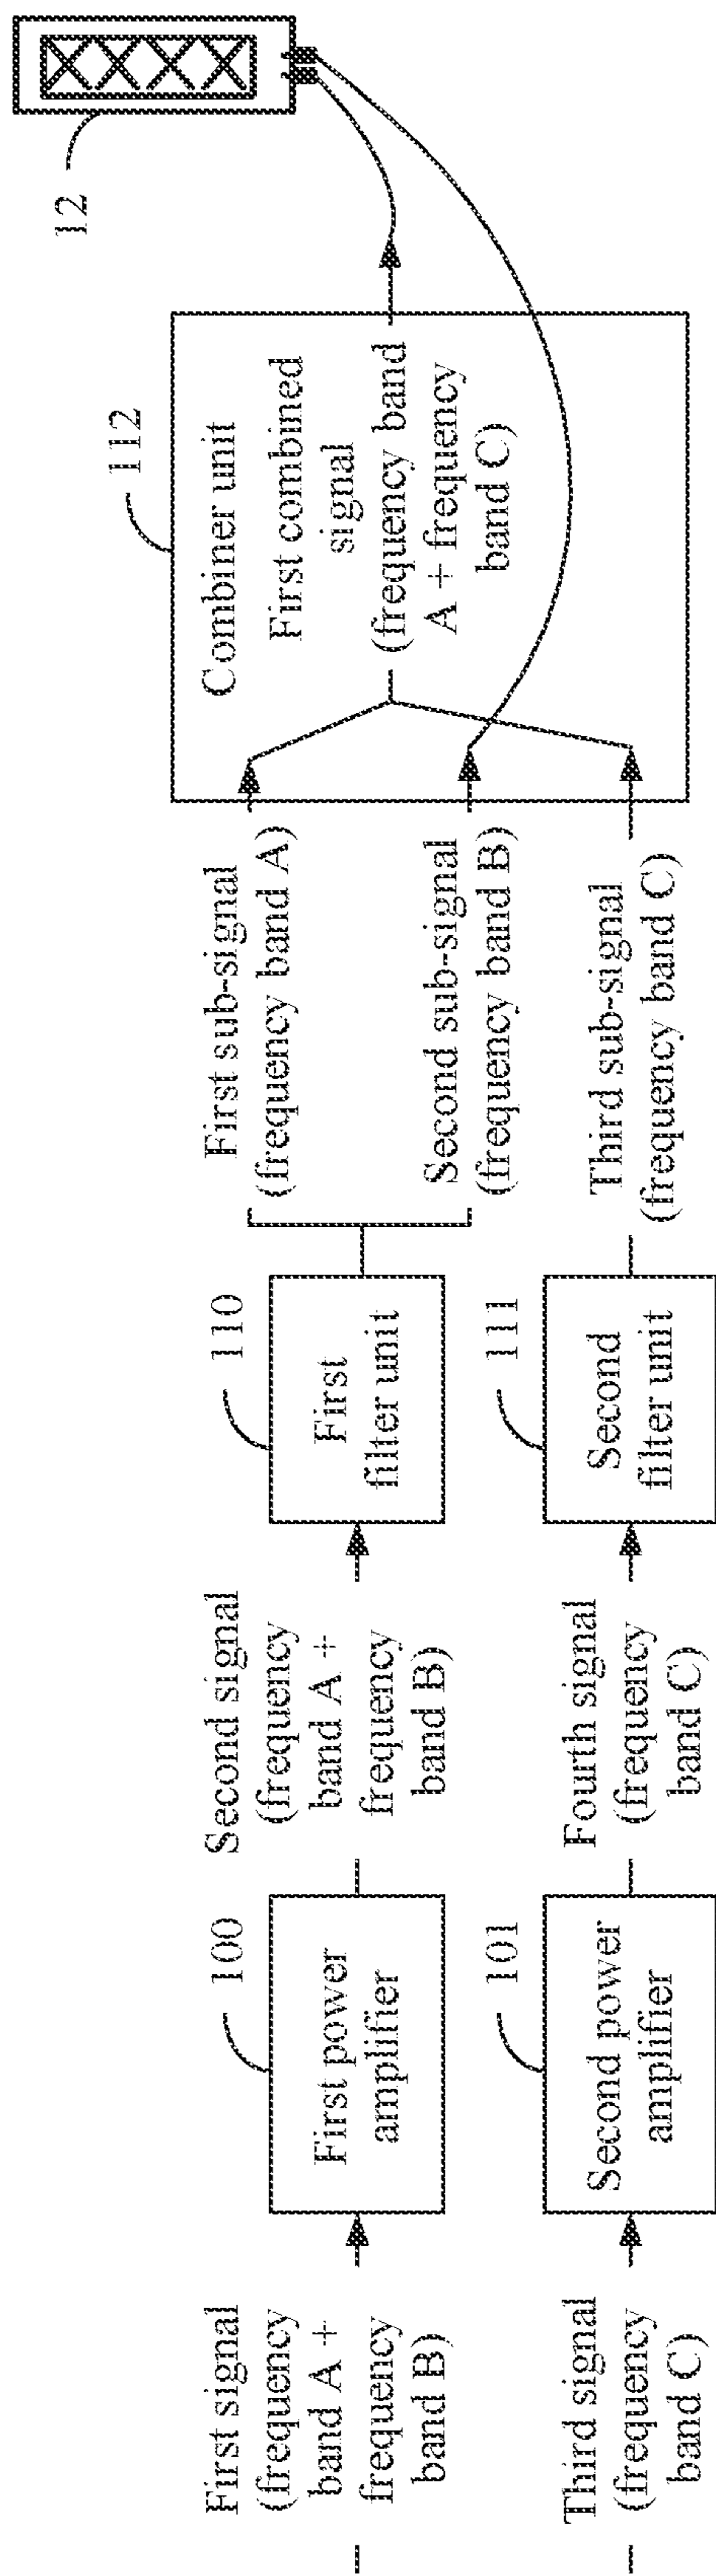 First signal
(frequency
band A +
frequency
band B)
100
First power
amplifier
Second signal
(frequency
band A +
frequency
band B)
110
First
filter unit
First sub-signal
(frequency band A)
Second sub-signal
(frequency band B)
Third signal
(frequency
band C)
101
Second power
amplifier
Fourth signal
(frequency
band C)
111
Second
filter unit
Third sub-signal
(frequency band C)
112
Combiner unit
First combined
signal
(frequency band
A + frequency
band C)
12